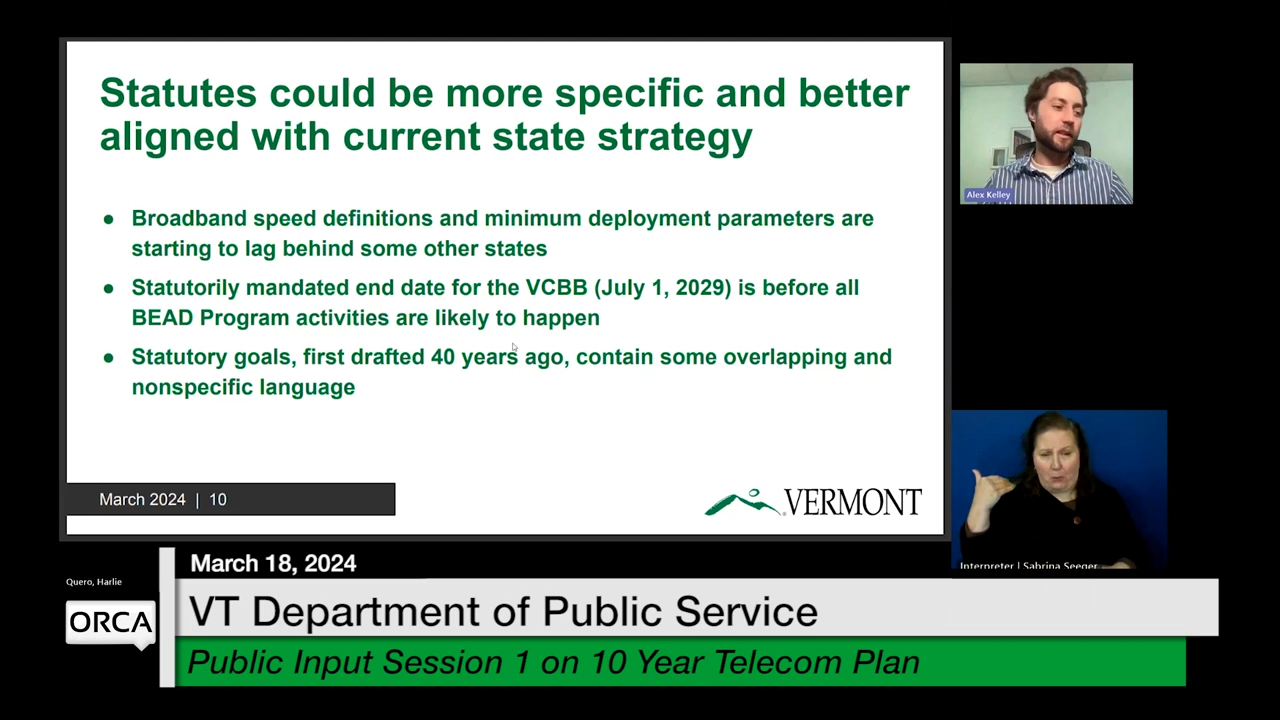 Statutes could be more specific and better
aligned with current state strategy
● Broadband speed definitions and minimum deployment parameters are
starting to lag behind some other states
● Statutorily mandated end date for the VCBB (July 1, 2029) is before all
BEAD Program activities are likely to happen
● Statutory goals, first drafted 40 years ago, contain some overlapping and
nonspecific language
March 2024 | 10
VERMONT
Alex Kelley
Interpreter | Sabrina Seeger
Quero, Harlie
ORCA
March 18, 2024
VT Department of Public Service
Public Input Session 1 on 10 Year Telecom Plan